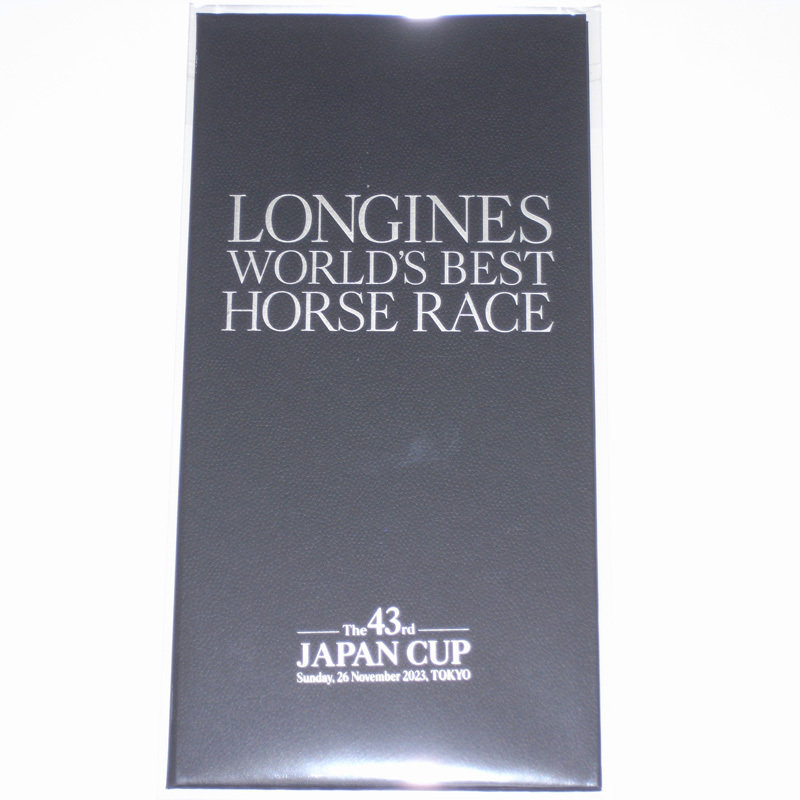 LONGINES
WORLD'S BEST
HORSE RACE
The 43rd
JAPAN CUP
Sunday, 26 November 2023, TOKYO